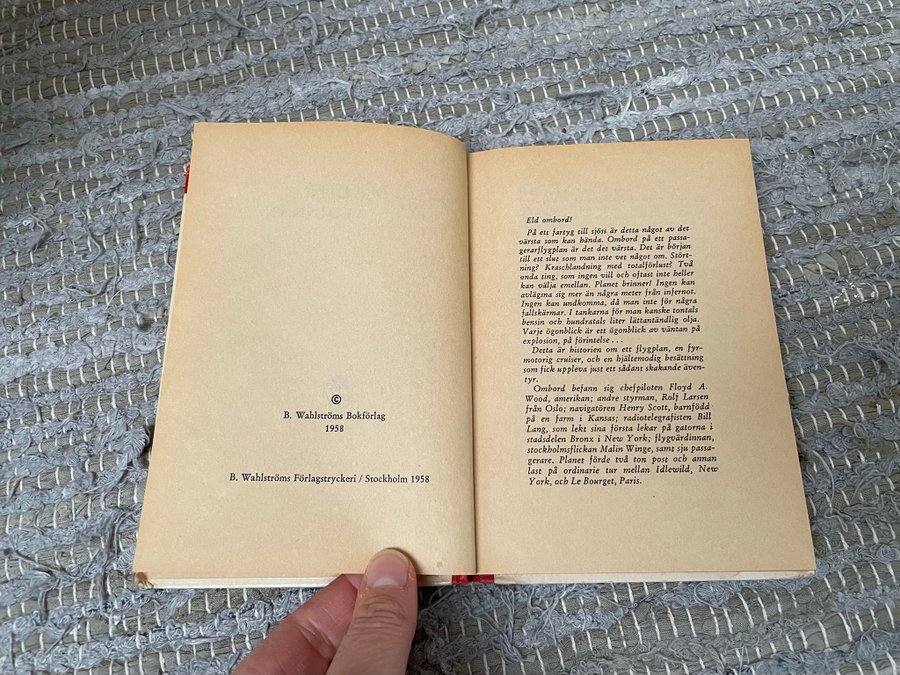 ©
B. Wahlströms Bokförlag
1958
B. Wahlströms Förlagstryckeri / Stockholm 1958
Eld ombord!
På ett fartyg till sjöss är detta något av det
värsta som kan hända. Ombord på ett passa-
gerarflygplan är det det värsta. Det är början
till ett slut som man inte vet något om. Stört-
ning? Kraschlandning med totalförlust? Två
onda ting, som ingen vill och oftast inte heller
kan välja emellan. Planet brinner! Ingen kan
avlägsna sig mer än några meter från infernot.
Ingen kan undkomma, då man inte för några
fallskärmar. I tankarna för man kanske tontals
bensin och hundratals liter lättantändlig olja.
Varje ögonblick är ett ögonblick av väntan på
explosion, på förintelse . . .
Detta är historien om ett flygplan, en fyr-
motorig cruiser, och en hjältemodig besättning
som fick uppleva just ett sådant skakande även-
tyr.
Ombord befann sig chefpiloten Floyd A.
Wood, amerikan; andre styrman, Rolf Larsen
från Oslo; navigatören Henry Scott, barnfödd
på en farm i Kansas; radiotelegrafisten Bill
Lang, som lekt sina första lekar på gatorna i
stadsdelen Bronx i New York; flygvärdinnan,
stockholmsflickan Malin Winge, samt sju passa-
gerare. Planet förde två ton post och annan
last på ordinarie tur mellan Idlewild, New
York, och Le Bourget, Paris.